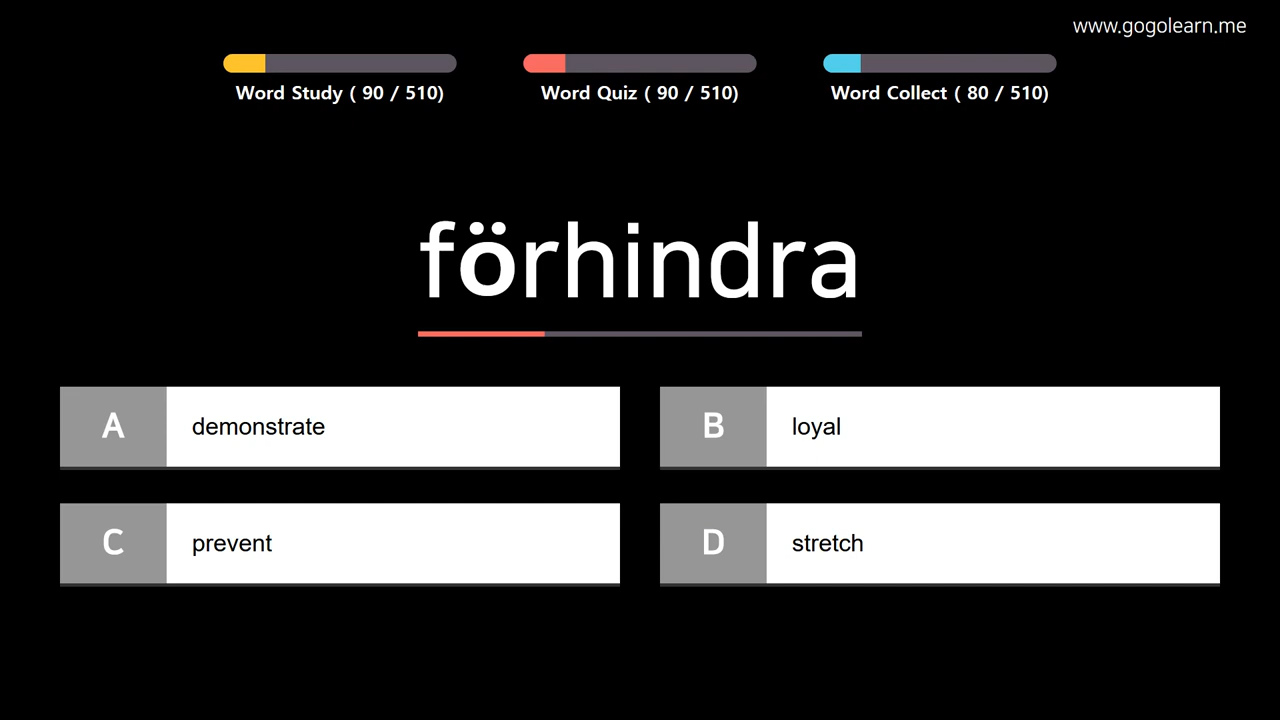 www.gogolearn.me
Word Study ( 90 / 510)
Word Quiz ( 90 / 510)
Word Collect ( 80 / 510)
förhindra
A demonstrate
B loyal
C prevent
D stretch